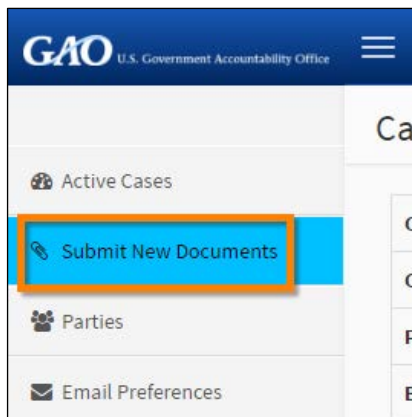 GAO U.S. Government Accountability Office
Ca
Active Cases
Submit New Documents
Parties
Email Preferences